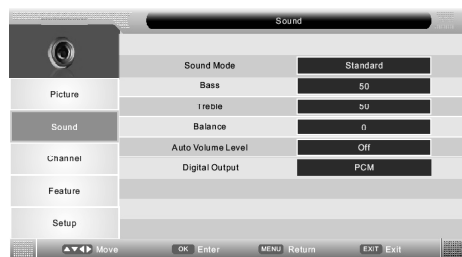 Sound
Sound Mode Standard
Bass 50
Picture
Treble 50
Sound
Balance 0
Auto Volume Level Off
Channel
Digital Output PCM
Feature
Setup
▲▼◀▶ Move OK Enter MENU Return EXIT Exit